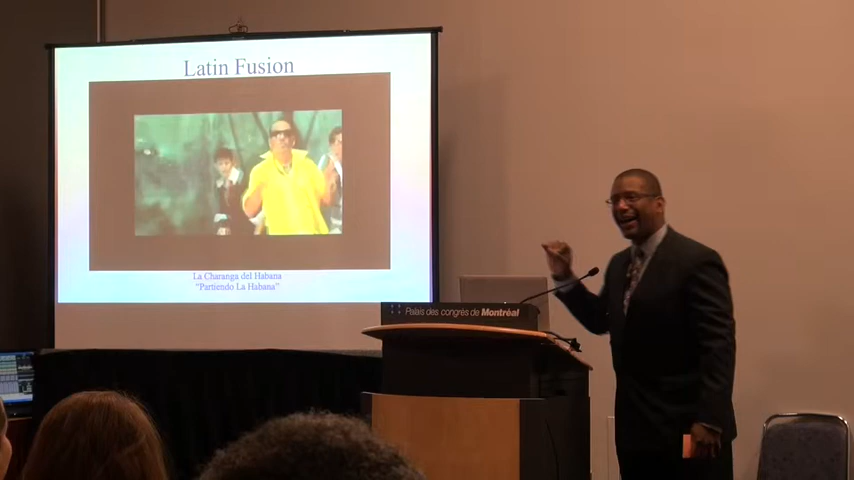 Latin Fusion
La Charanga del Habana
"Partiendo La Habana"
Palais des congrès de Montréal